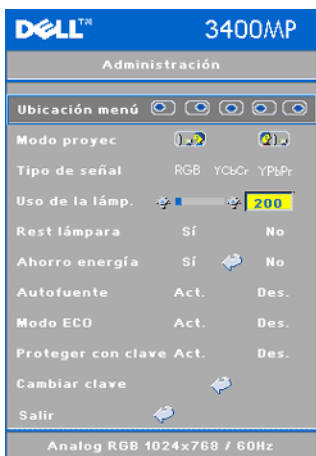 DELL™ 3400MP
Administración
Ubicación menú
Modo proyec
Tipo de señal RGB YCbCr YPbPr
Uso de la lámp. 200
Rest lámpara Sí No
Ahorro energía Sí No
Autofuente Act. Des.
Modo ECO Act. Des.
Proteger con clave Act. Des.
Cambiar clave
Salir
Analog RGB 1024x768 / 60Hz